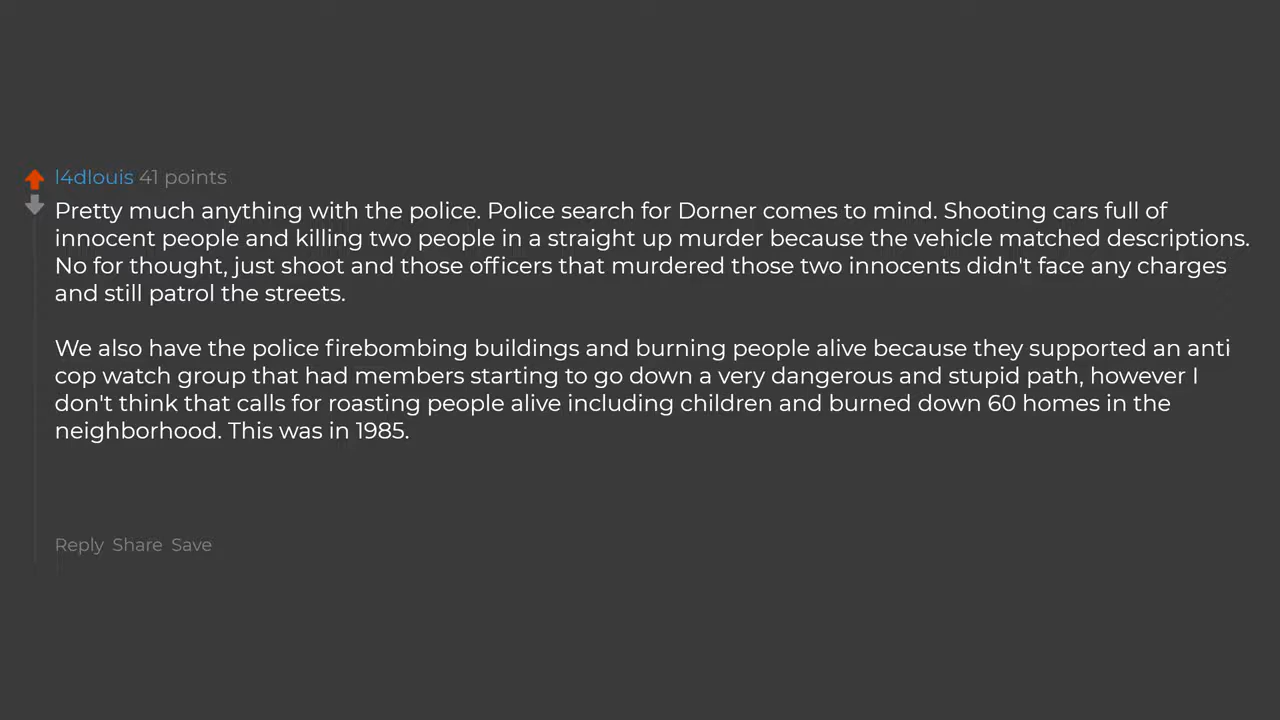 l4dlouis 41 points
Pretty much anything with the police. Police search for Dorner comes to mind. Shooting cars full of
innocent people and killing two people in a straight up murder because the vehicle matched descriptions.
No for thought, just shoot and those officers that murdered those two innocents didn't face any charges
and still patrol the streets.
We also have the police firebombing buildings and burning people alive because they supported an anti
cop watch group that had members starting to go down a very dangerous and stupid path, however I
don't think that calls for roasting people alive including children and burned down 60 homes in the
neighborhood. This was in 1985.
Reply Share Save